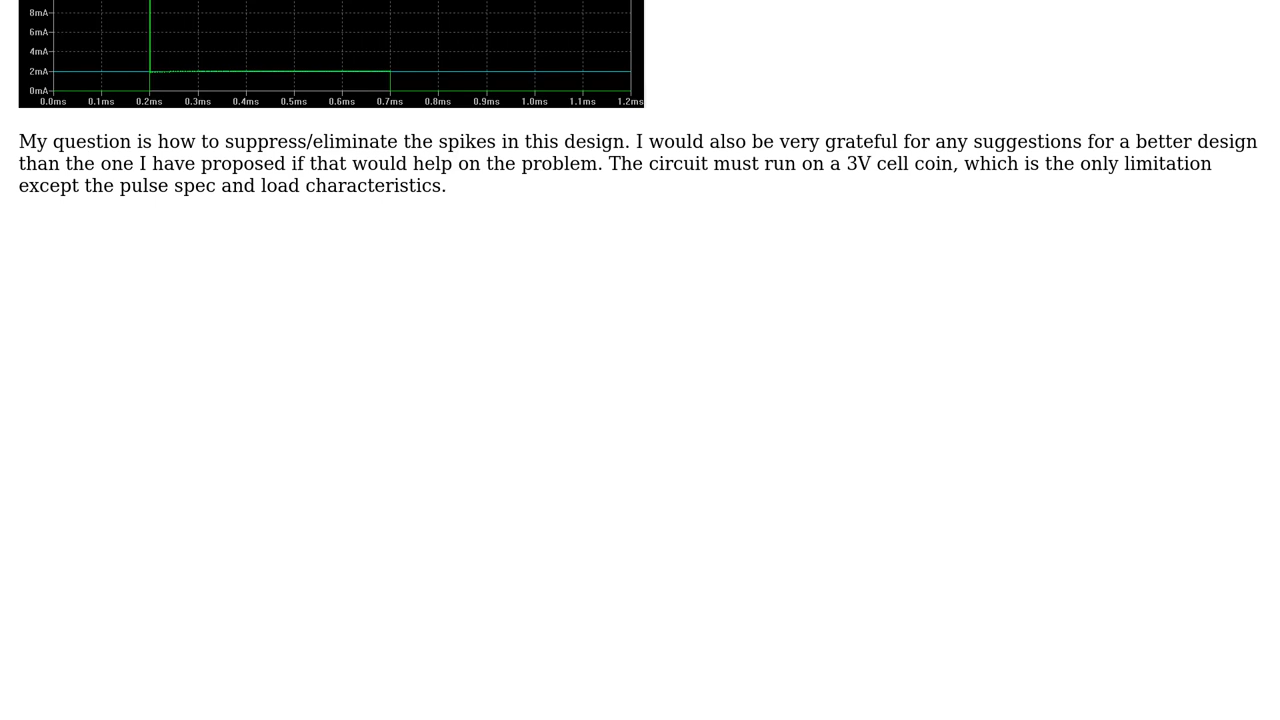 8mA
6mA
4mA
2mA
0mA
0.0ms 0.1ms 0.2ms 0.3ms 0.4ms 0.5ms 0.6ms 0.7ms 0.8ms 0.9ms 1.0ms 1.1ms 1.2ms
My question is how to suppress/eliminate the spikes in this design. I would also be very grateful for any suggestions for a better design
than the one I have proposed if that would help on the problem. The circuit must run on a 3V cell coin, which is the only limitation
except the pulse spec and load characteristics.